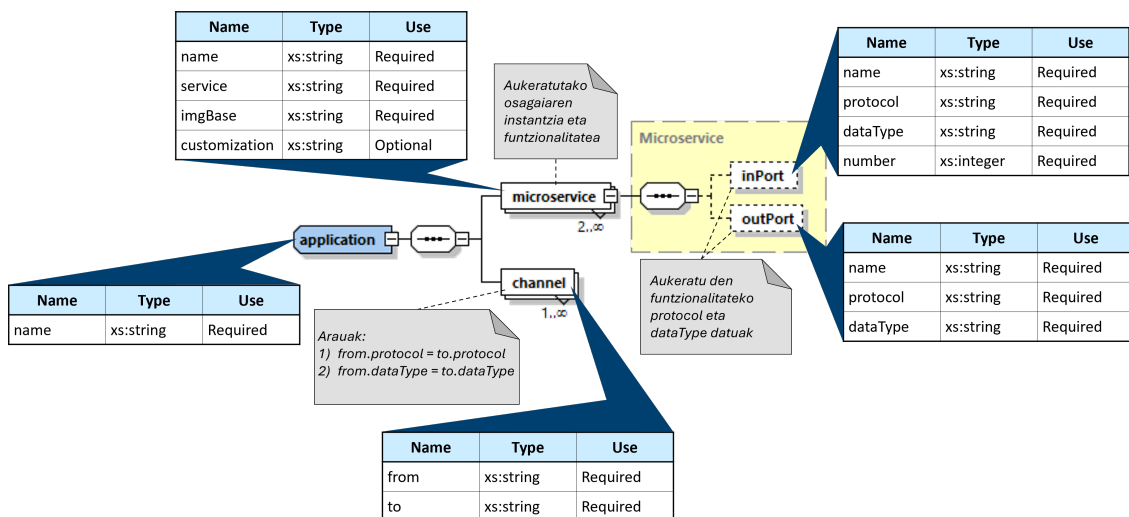 Name Type Use
name xs:string Required
service xs:string Required
imgBase xs:string Required
customization xs:string Optional
Aukeratutako
osagaiaren
instantzia eta
funtzionalitatea
Name Type Use
name xs:string Required
protocol xs:string Required
dataType xs:string Required
number xs:integer Required
Microservice
inPort
outPort
microservice
2..∞
application
channel
1..∞
Name Type Use
name xs:string Required
Arauak:
1) from.protocol = to.protocol
2) from.dataType = to.dataType
Aukeratu den
funtzionalitateko
protocol eta
dataType datuak
Name Type Use
name xs:string Required
protocol xs:string Required
dataType xs:string Required
Name Type Use
from xs:string Required
to xs:string Required